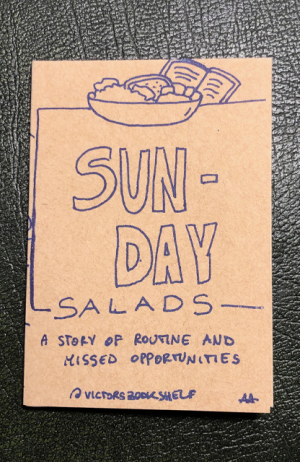 SUN-
DAY
SALADS
A STORY OF ROUTINE AND
MISSED OPPORTUNITIES
@VICTORSBOOKSHELF